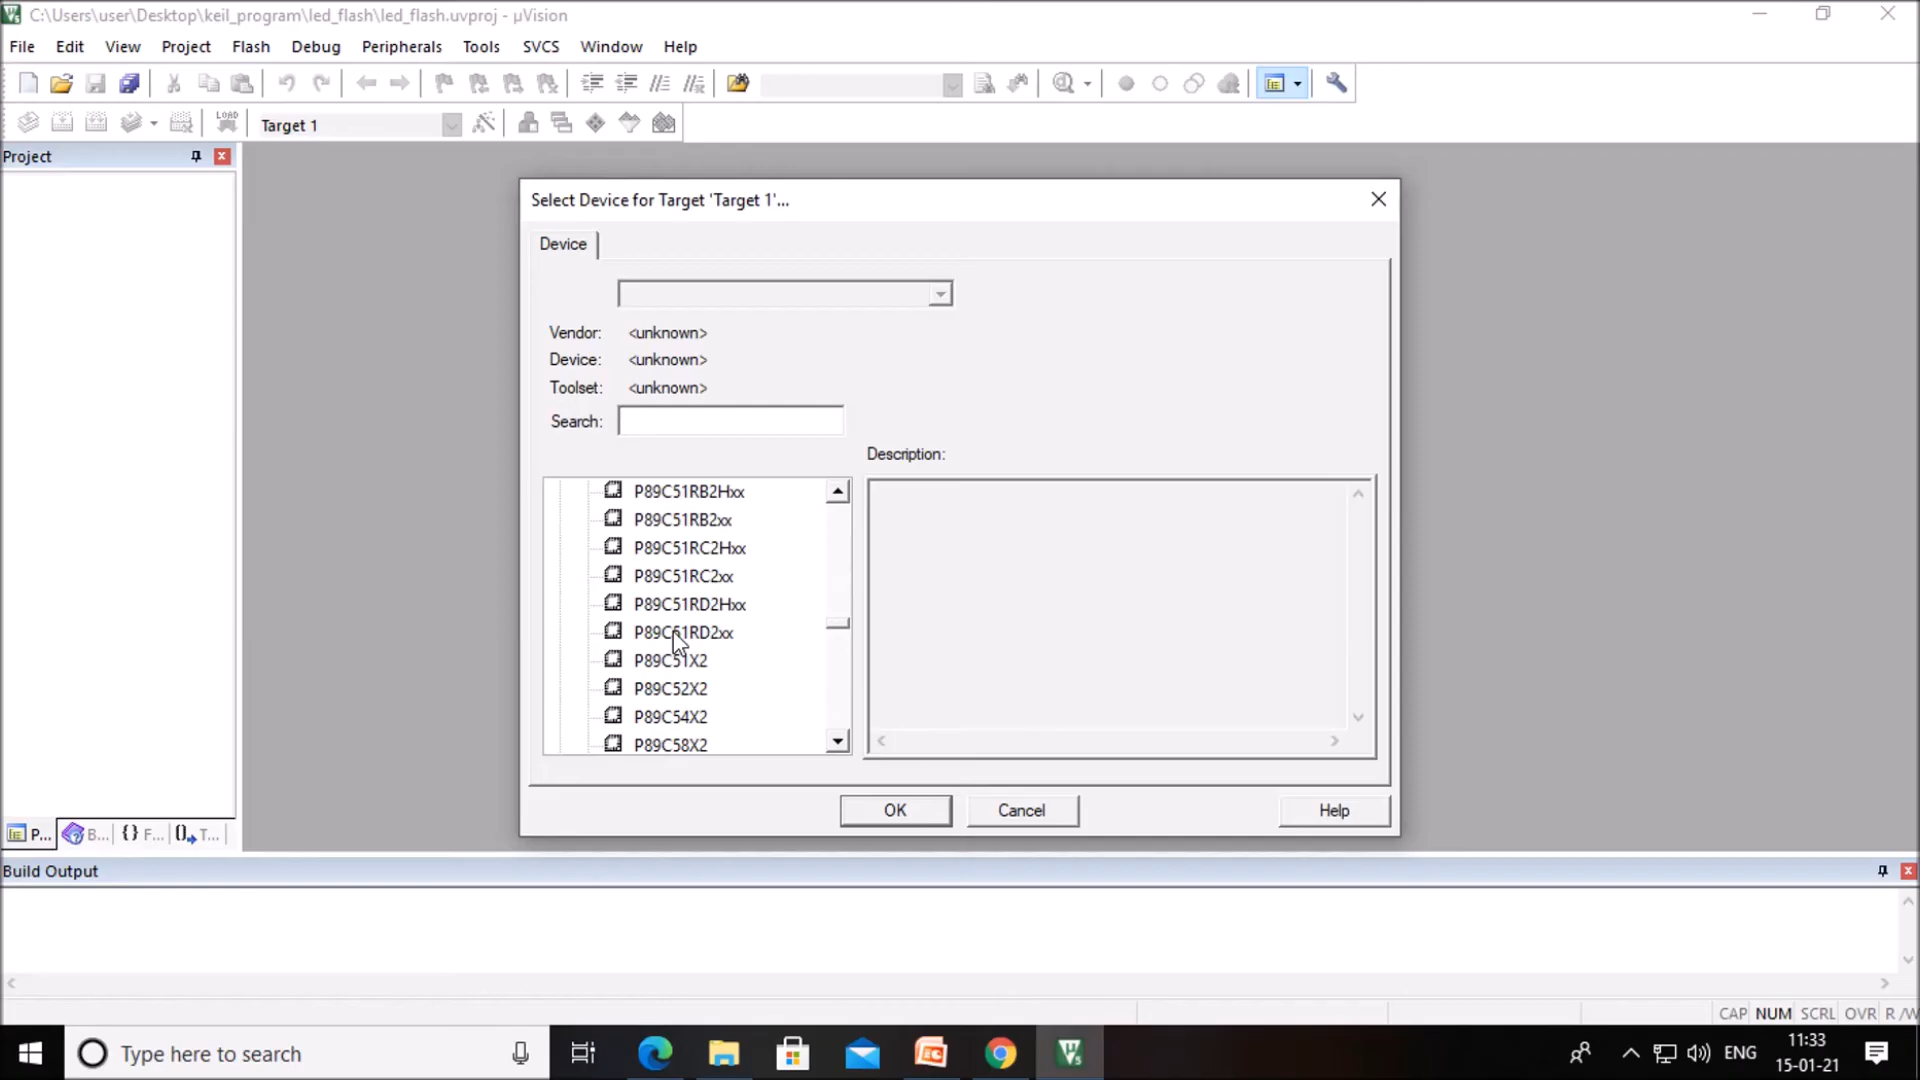 C:\Users\user\Desktop\keil_program\led_flash\led_flash.uvproj - µVision
File Edit View Project Flash Debug Peripherals Tools SVCS Window Help
LOAD Target 1
Project
Select Device for Target 'Target 1'...
Device
Vendor: <unknown>
Device: <unknown>
Toolset: <unknown>
Search:
Description:
P89C51RB2Hxx
P89C51RB2xx
P89C51RC2Hxx
P89C51RC2xx
P89C51RD2Hxx
P89C51RD2xx
P89C51X2
P89C52X2
P89C54X2
P89C58X2
OK Cancel Help
P... B... {} F... T...
Build Output
CAP NUM SCRL OVR R/W
Type here to search
ENG
11:33
15-01-21